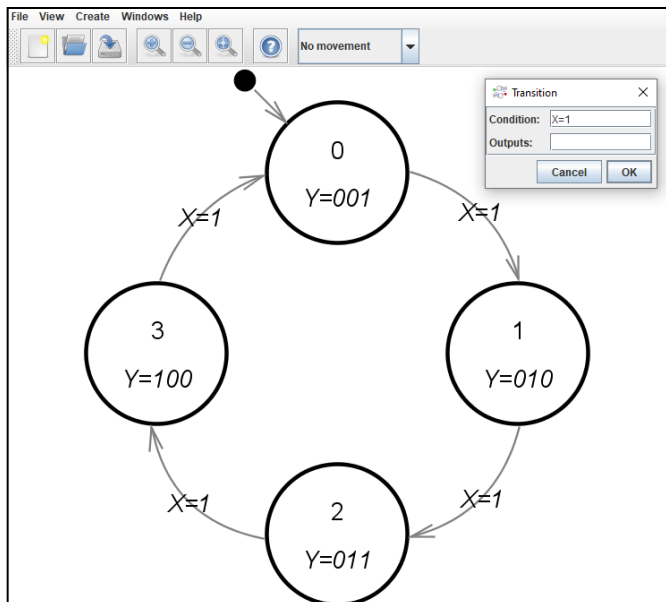 File View Create Windows Help
No movement
Transition
Condition: X=1
Outputs:
Cancel OK
0
Y=001
X=1
X=1
3
Y=100
1
Y=010
X=1
X=1
2
Y=011